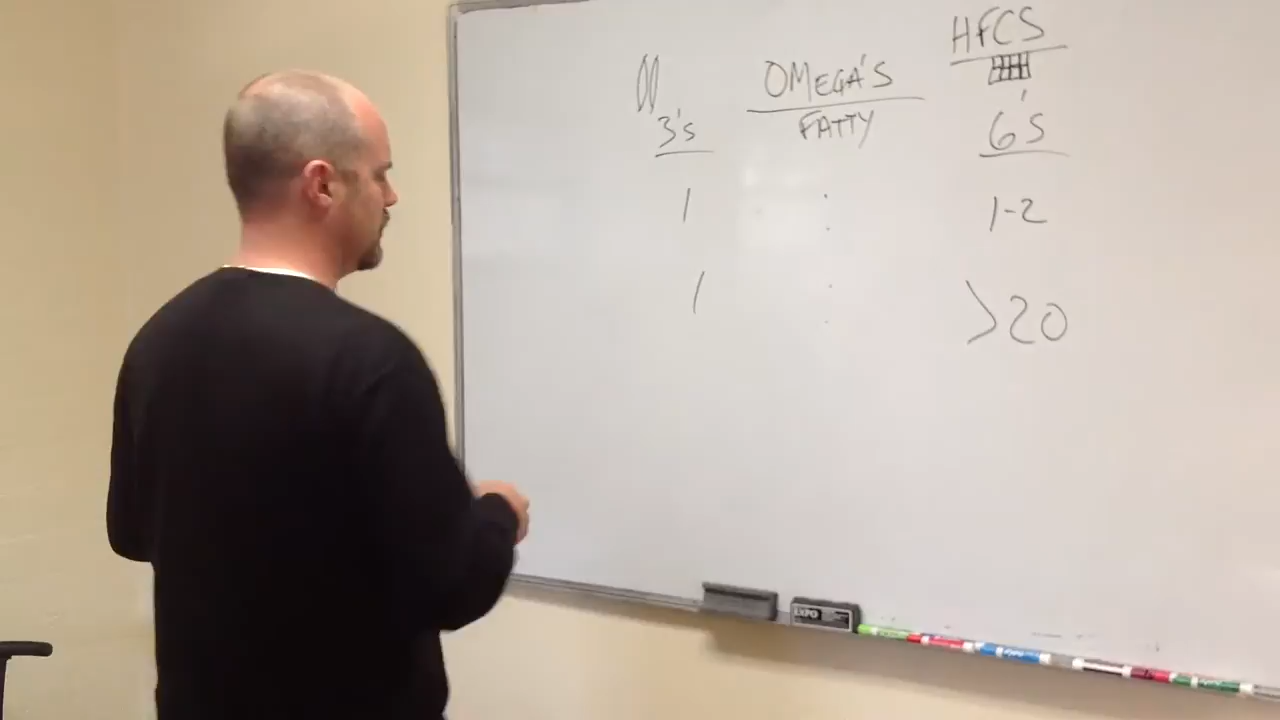 HFCS
OMEGA'S
3's
FATTY
6'S
1 : 1-2
1 : >20
EXPO